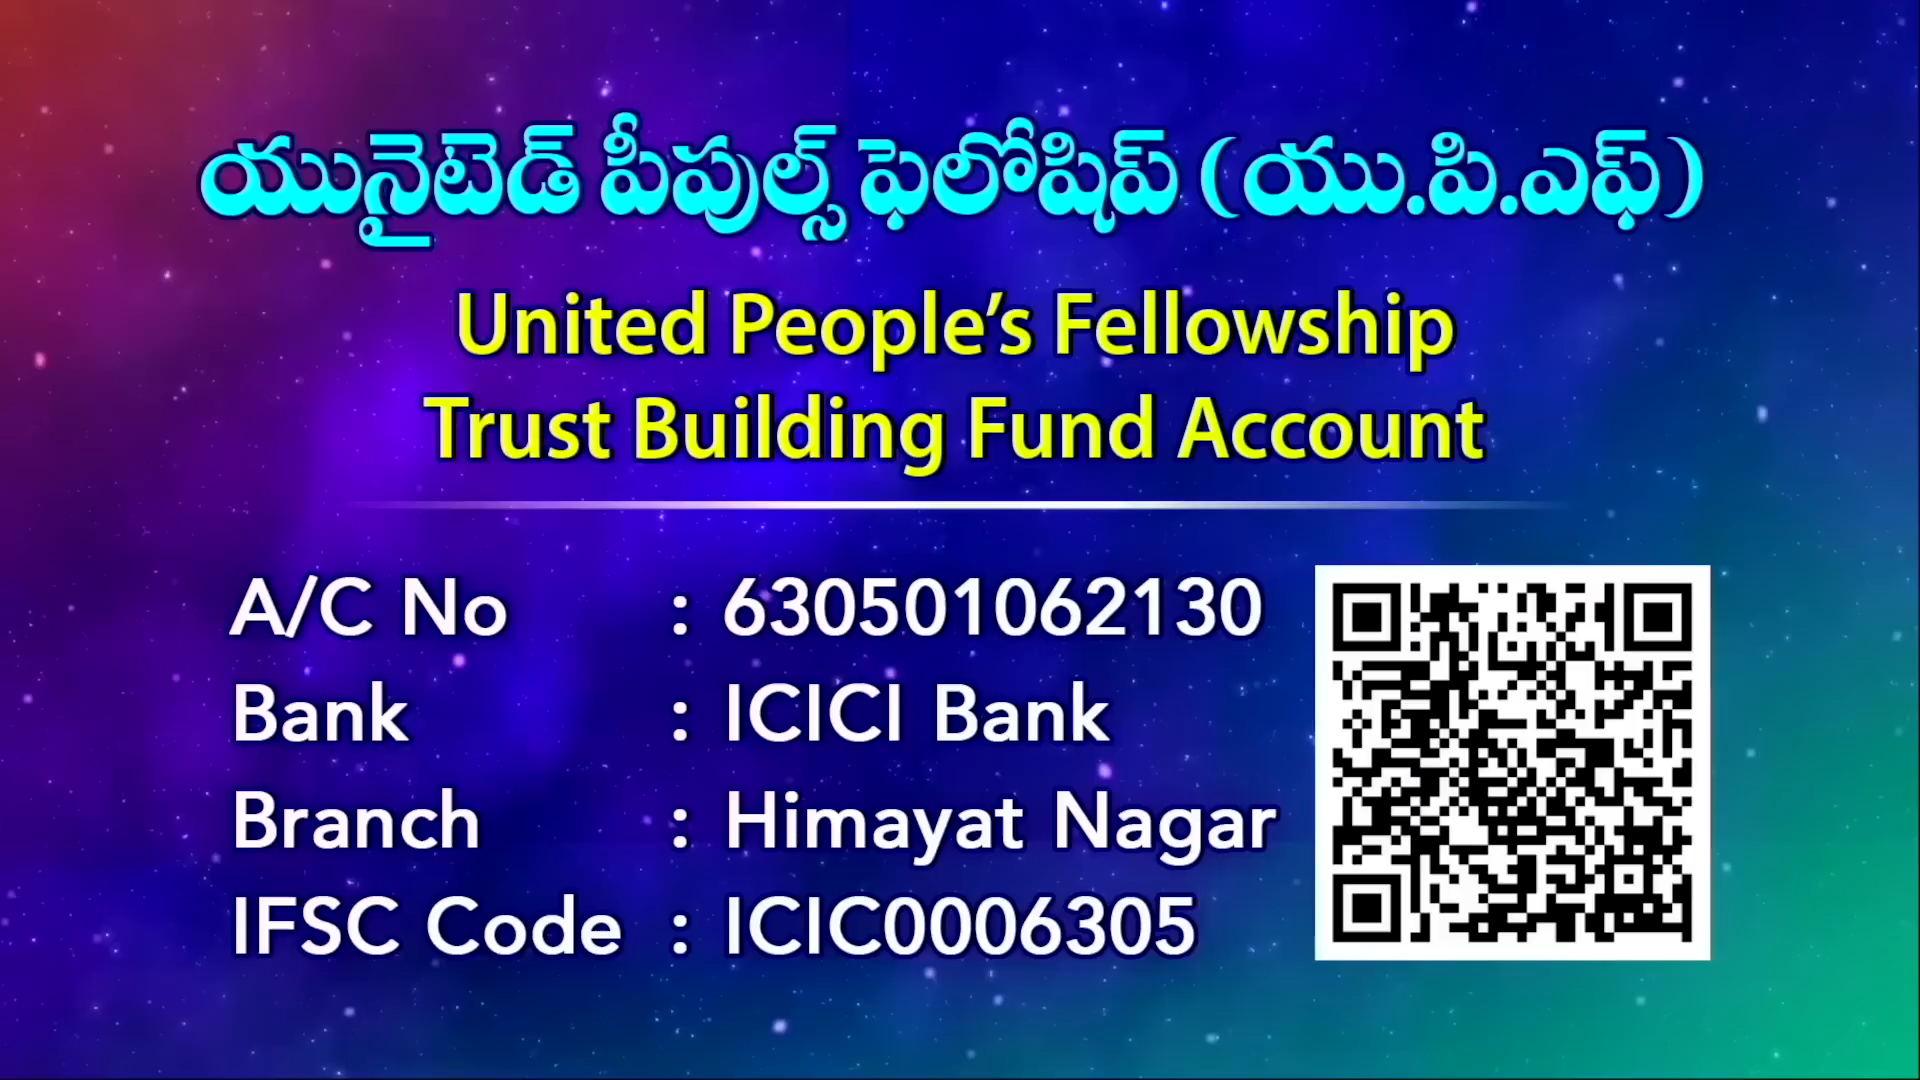 యునైటెడ్ పీపుల్స్ ఫెలోషిప్ (యు.పి.ఎఫ్)
United People’s Fellowship
Trust Building Fund Account
A/C No : 630501062130
Bank : ICICI Bank
Branch : Himayat Nagar
IFSC Code : ICIC0006305